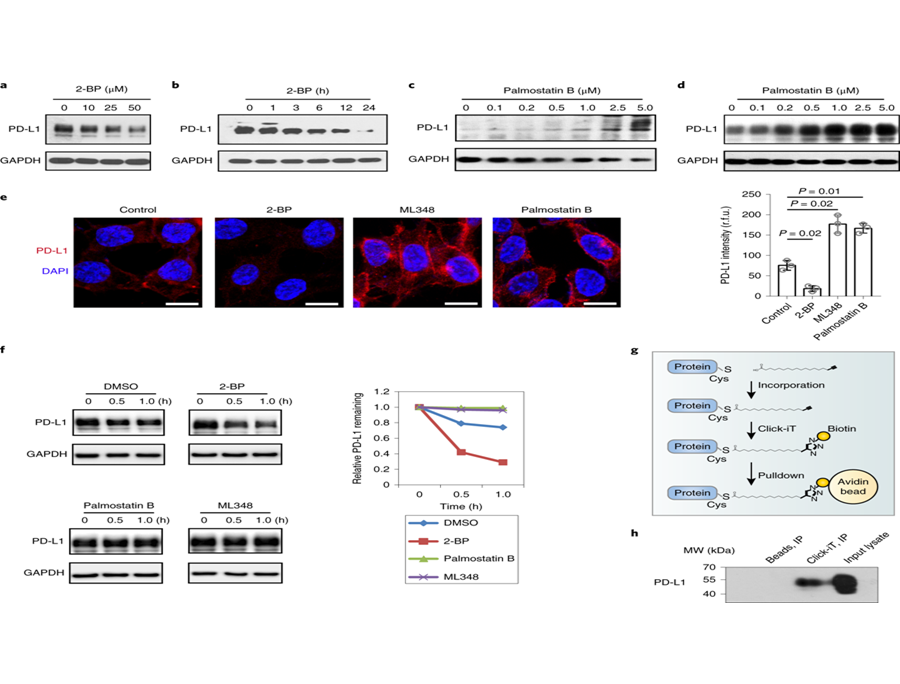 a
2-BP (μM)
0 10 25 50
PD-L1
GAPDH
b
2-BP (h)
0 1 3 6 12 24
PD-L1
GAPDH
c
Palmostatin B (μM)
0 0.1 0.2 0.5 1.0 2.5 5.0
PD-L1
GAPDH
d
Palmostatin B (μM)
0 0.1 0.2 0.5 1.0 2.5 5.0
PD-L1
GAPDH
e
Control 2-BP ML348 Palmostatin B
PD-L1
DAPI
PD-L1 intensity (r.f.u.)
250
200
150
100
50
0
P = 0.01
P = 0.02
P = 0.02
Control
2-BP
ML348
Palmostatin B
f
DMSO
0 0.5 1.0 (h)
PD-L1
GAPDH
2-BP
0 0.5 1.0 (h)
Palmostatin B
0 0.5 1.0 (h)
PD-L1
GAPDH
ML348
0 0.5 1.0 (h)
Relative PD-L1 remaining
1.2
1.0
0.8
0.6
0.4
0.2
0
0 0.5 1.0
Time (h)
DMSO
2-BP
Palmostatin B
ML348
g
Protein S
Cys
Incorporation
Protein S
Cys
Click-iT
Biotin
Protein S
Cys
N
N
N
Pulldown
Protein S
Cys
N
N
N
Avidin
bead
h
MW (kDa)
Beads, IP
Click-iT, IP
Input lysate
70
PD-L1 55
40